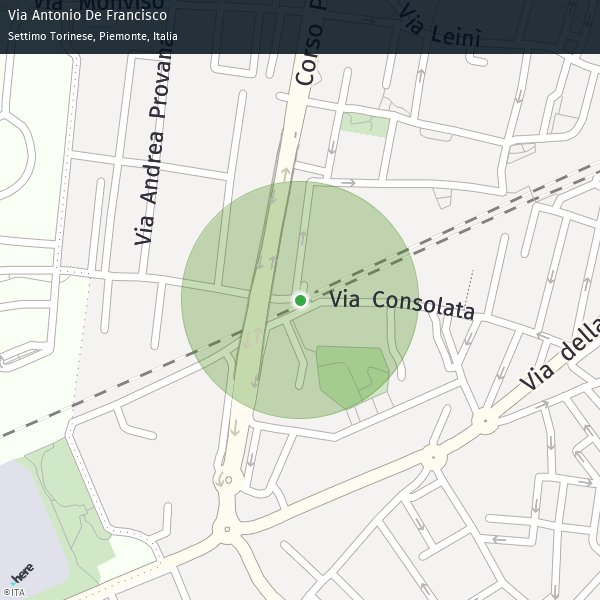 Via Monviso
Via Antonio De Francisco
Settimo Torinese, Piemonte, Italia
Via Leinì
Corso
Via Andrea Provana
Via Consolata
Via della
here
©ITA